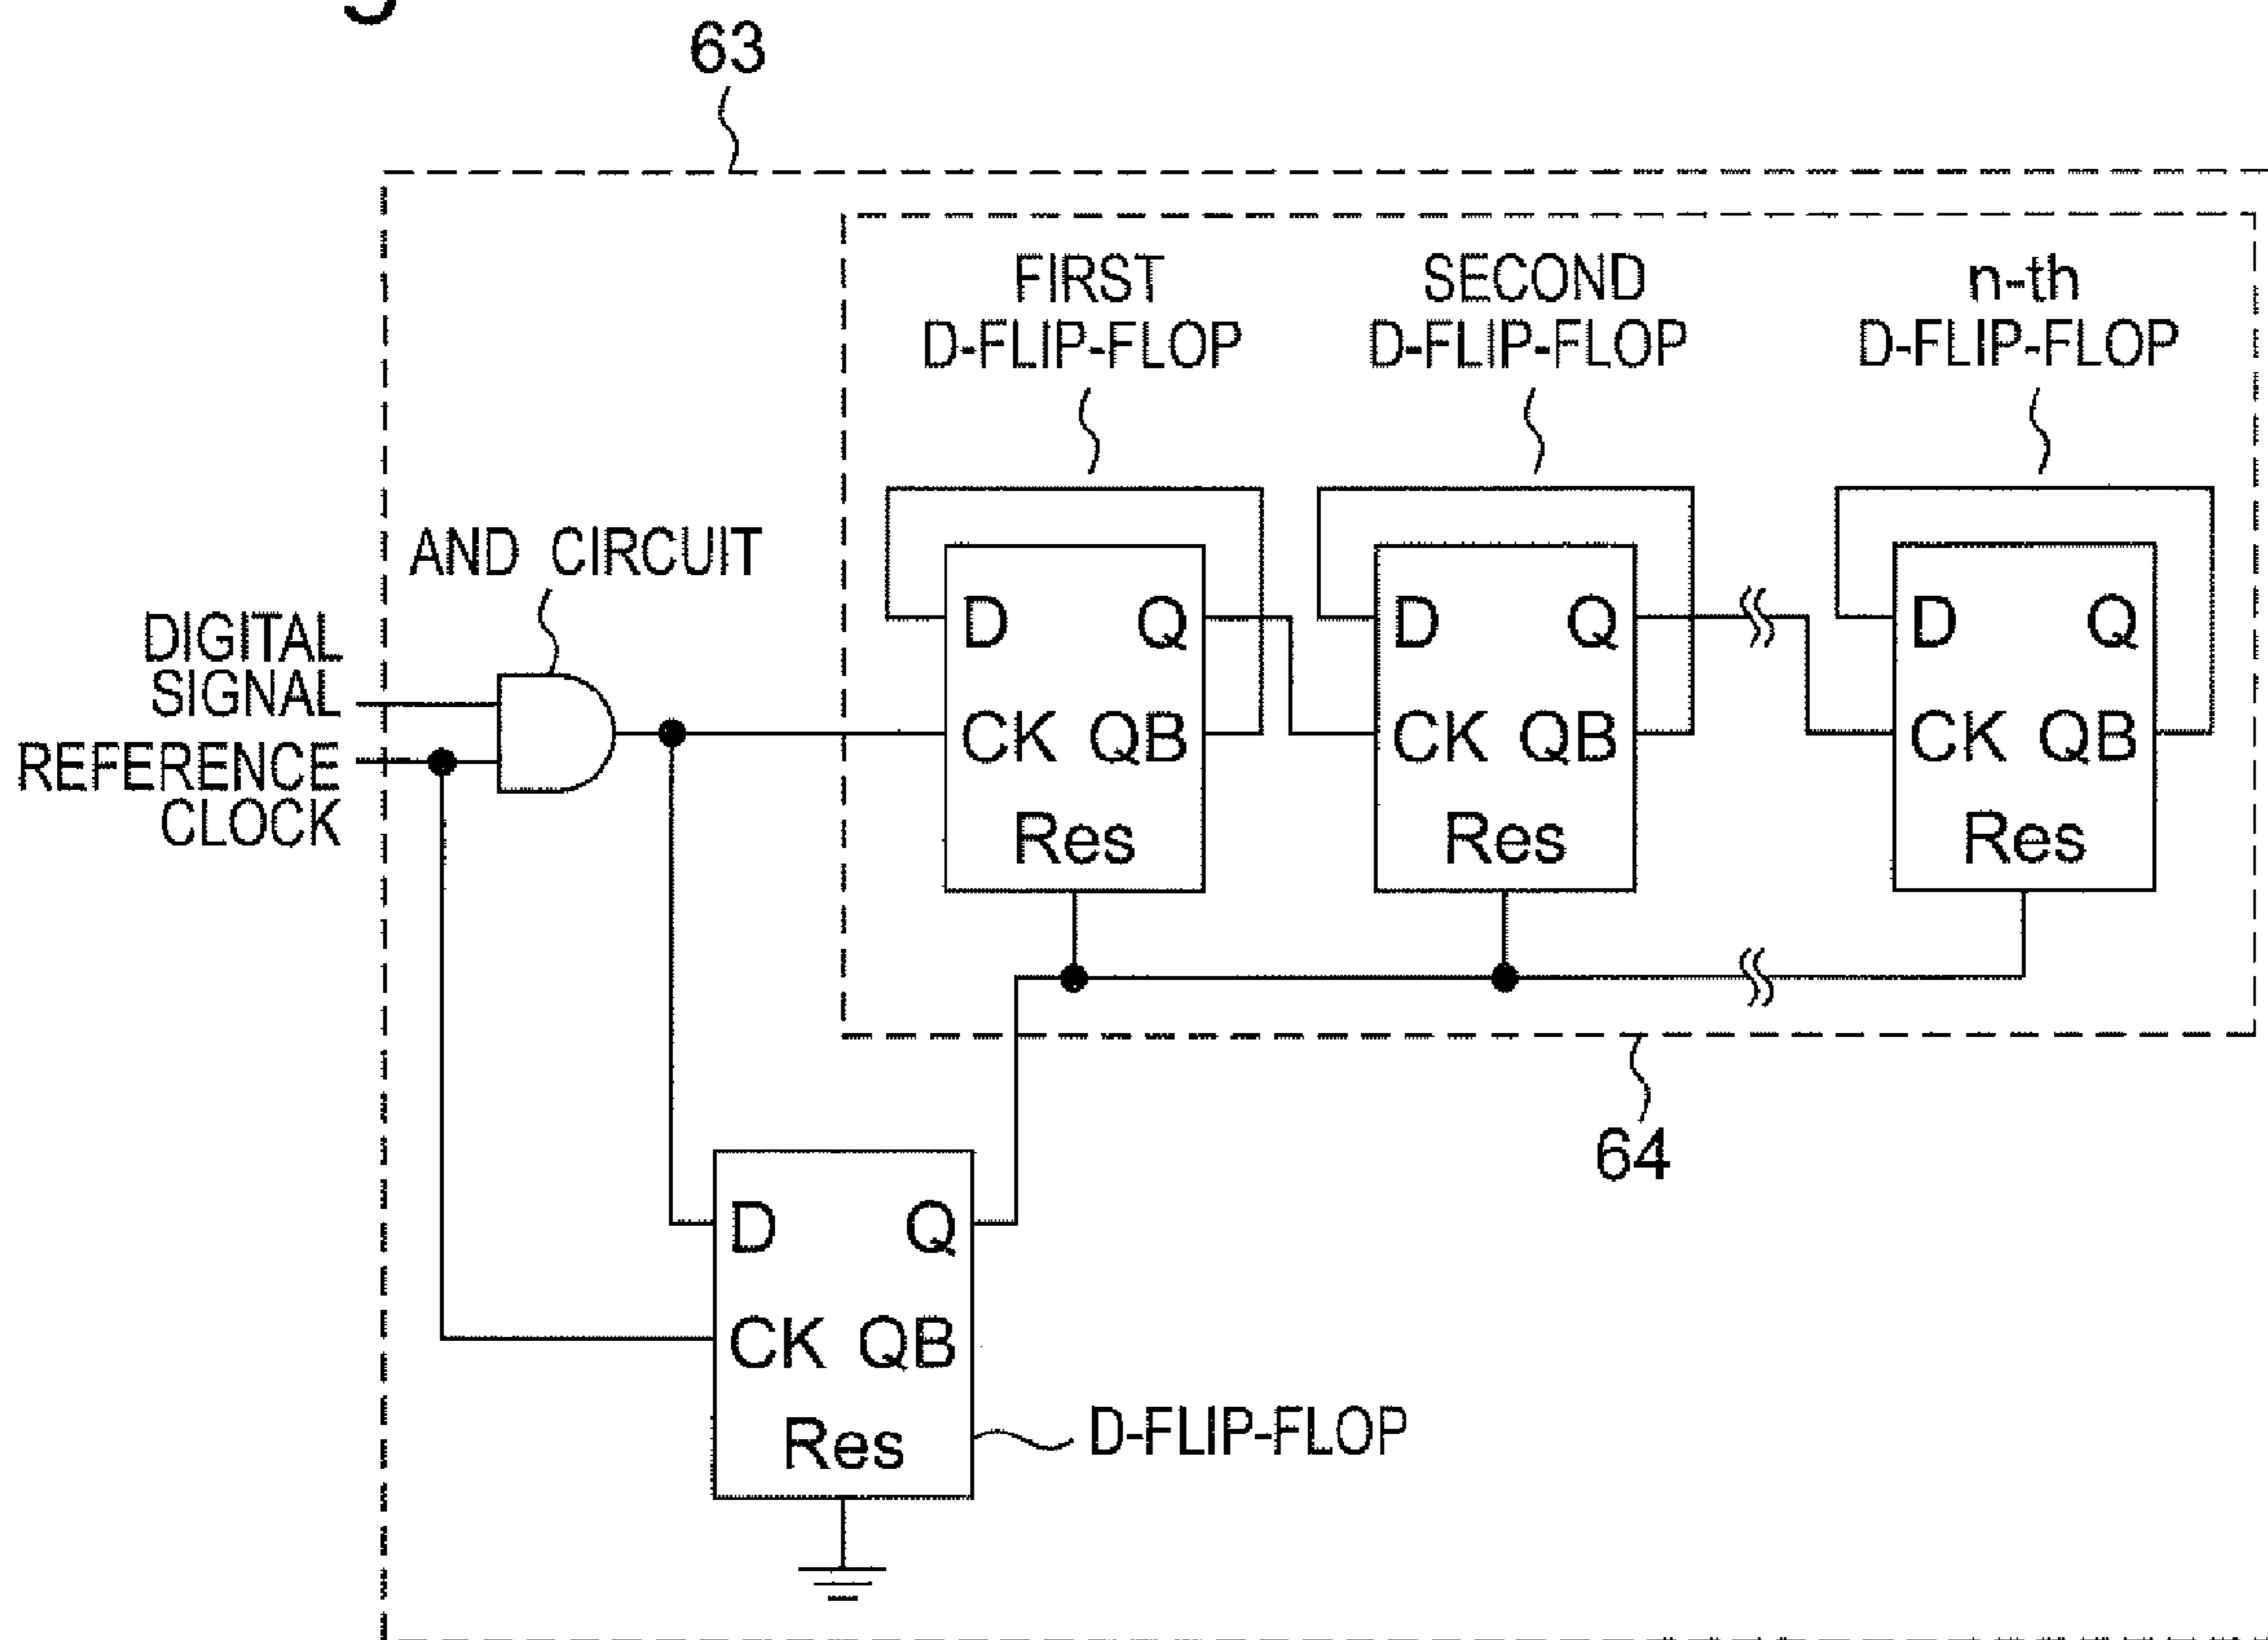 63
FIRST
D-FLIP-FLOP
SECOND
D-FLIP-FLOP
n-th
D-FLIP-FLOP
AND CIRCUIT
DIGITAL
SIGNAL
REFERENCE
CLOCK
D Q
CK QB
Res
D Q
CK QB
Res
D Q
CK QB
Res
64
D Q
CK QB
Res
D-FLIP-FLOP